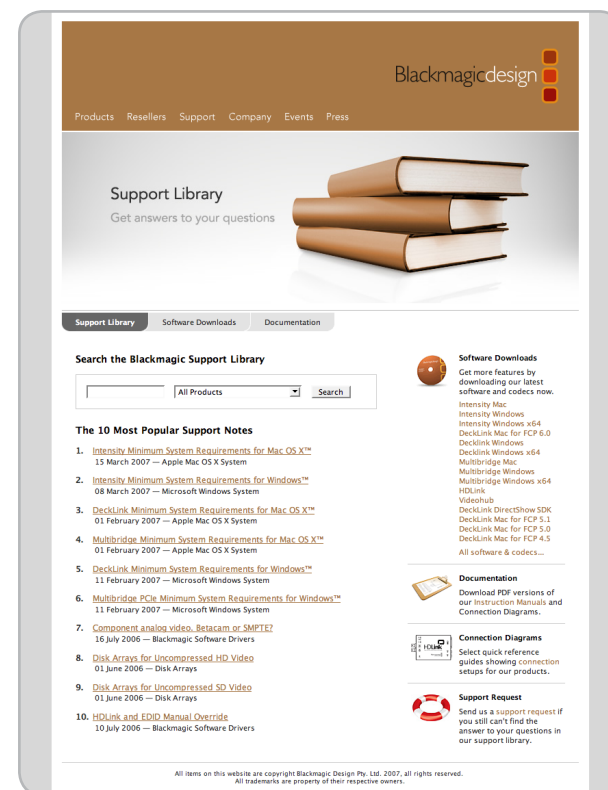 Blackmagicdesign
Products Resellers Support Company Events Press
Support Library
Get answers to your questions
Support Library Software Downloads Documentation
Search the Blackmagic Support Library
All Products Search
The 10 Most Popular Support Notes
1. Intensity Minimum System Requirements for Mac OS X™
15 March 2007 — Apple Mac OS X System
2. Intensity Minimum System Requirements for Windows™
08 March 2007 — Microsoft Windows System
3. DeckLink Minimum System Requirements for Mac OS X™
01 February 2007 — Apple Mac OS X System
4. Multibridge Minimum System Requirements for Mac OS X™
01 February 2007 — Apple Mac OS X System
5. DeckLink Minimum System Requirements for Windows™
11 February 2007 — Microsoft Windows System
6. Multibridge PCIe Minimum System Requirements for Windows™
11 February 2007 — Microsoft Windows System
7. Component analog video. Betacam or SMPTE?
16 July 2006 — Blackmagic Software Drivers
8. Disk Arrays for Uncompressed HD Video
01 June 2006 — Disk Arrays
9. Disk Arrays for Uncompressed SD Video
01 June 2006 — Disk Arrays
10. HDLink and EDID Manual Override
10 July 2006 — Blackmagic Software Drivers
Software Downloads
Get more features by
downloading our latest
software and codecs now.
Intensity Mac
Intensity Windows
Intensity Windows x64
DeckLink Mac for FCP 6.0
Decklink Windows
DeckLink Windows x64
Multibridge Mac
Multibridge Windows
Multibridge Windows x64
HDLink
Videohub
DeckLink DirectShow SDK
DeckLink Mac for FCP 5.1
DeckLink Mac for FCP 5.0
DeckLink Mac for FCP 4.5
All software & codecs...
Documentation
Download PDF versions of
our Instruction Manuals and
Connection Diagrams.
HDLink
Connection Diagrams
Select quick reference
guides showing connection
setups for our products.
Support Request
Send us a support request if
you still can't find the
answer to your questions in
our support library.
All items on this website are copyright Blackmagic Design Pty. Ltd. 2007, all rights reserved.
All trademarks are property of their respective owners.